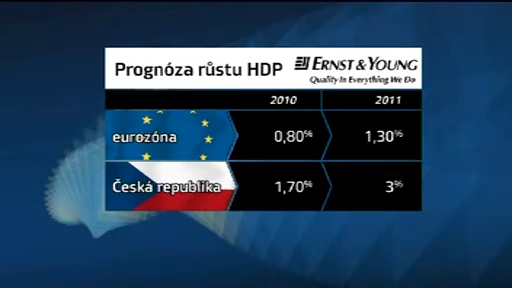 Prognóza růstu HDP
ERNST & YOUNG
Quality In Everything We Do
2010 2011
eurozóna 0,80% 1,30%
Česká republika 1,70% 3%